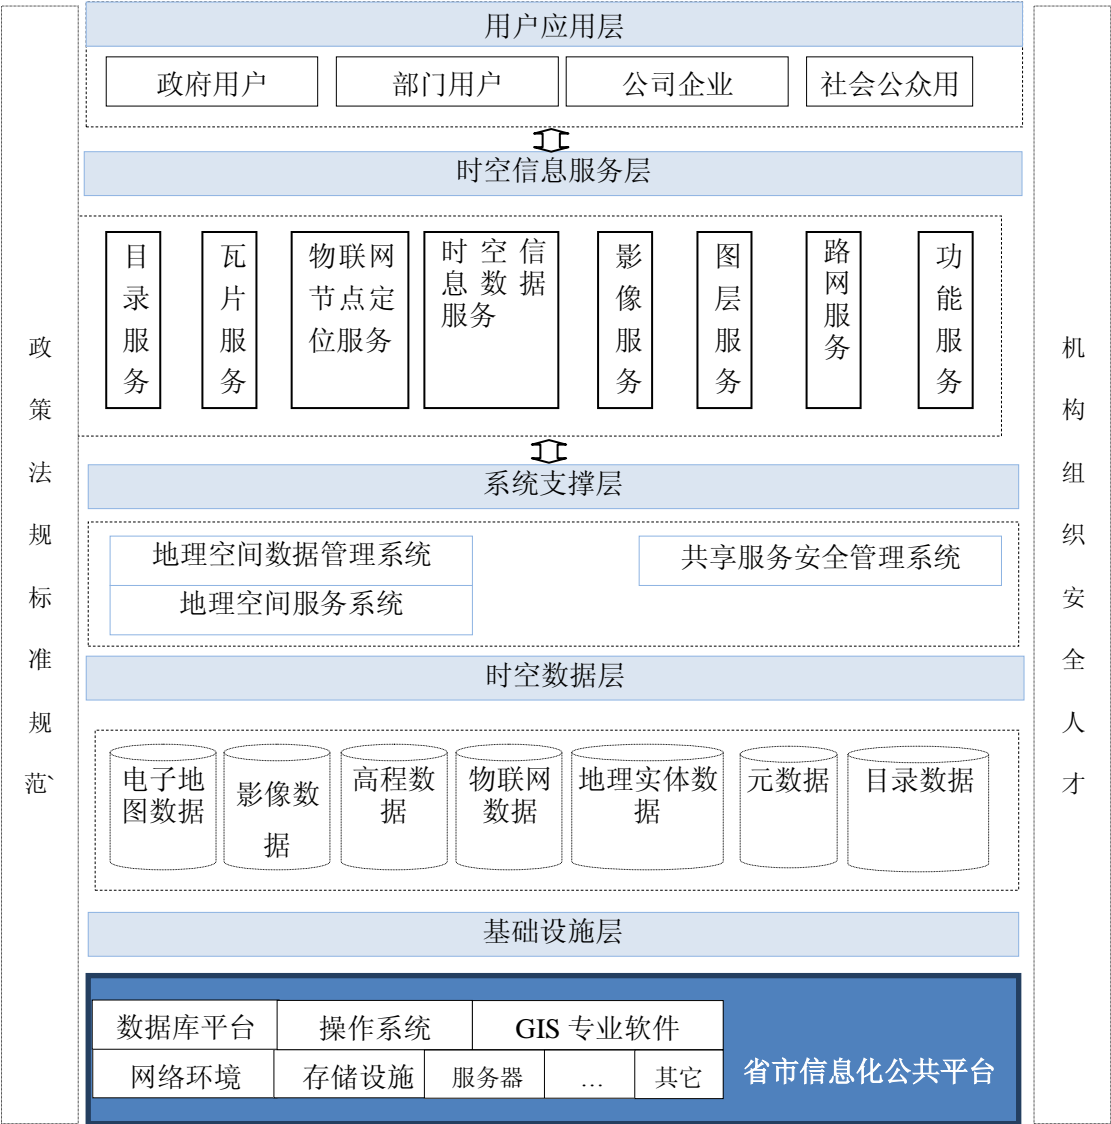 用户应用层
政府用户
部门用户
公司企业
社会公众用
时空信息服务层
目录服务
瓦片服务
物联网
节点定
位服务
时空信
息数据
服务
影像服务
图层服务
路网服务
功能服务
系统支撑层
地理空间数据管理系统
共享服务安全管理系统
地理空间服务系统
时空数据层
电子地
图数据
影像数
据
高程数
据
物联网
数据
地理实体数
据
元数据
目录数据
基础设施层
数据库平台
操作系统
GIS 专业软件
网络环境
存储设施
服务器
…
其它
省市信息化公共平台
政策法规标准规范`
机构组织安全人才